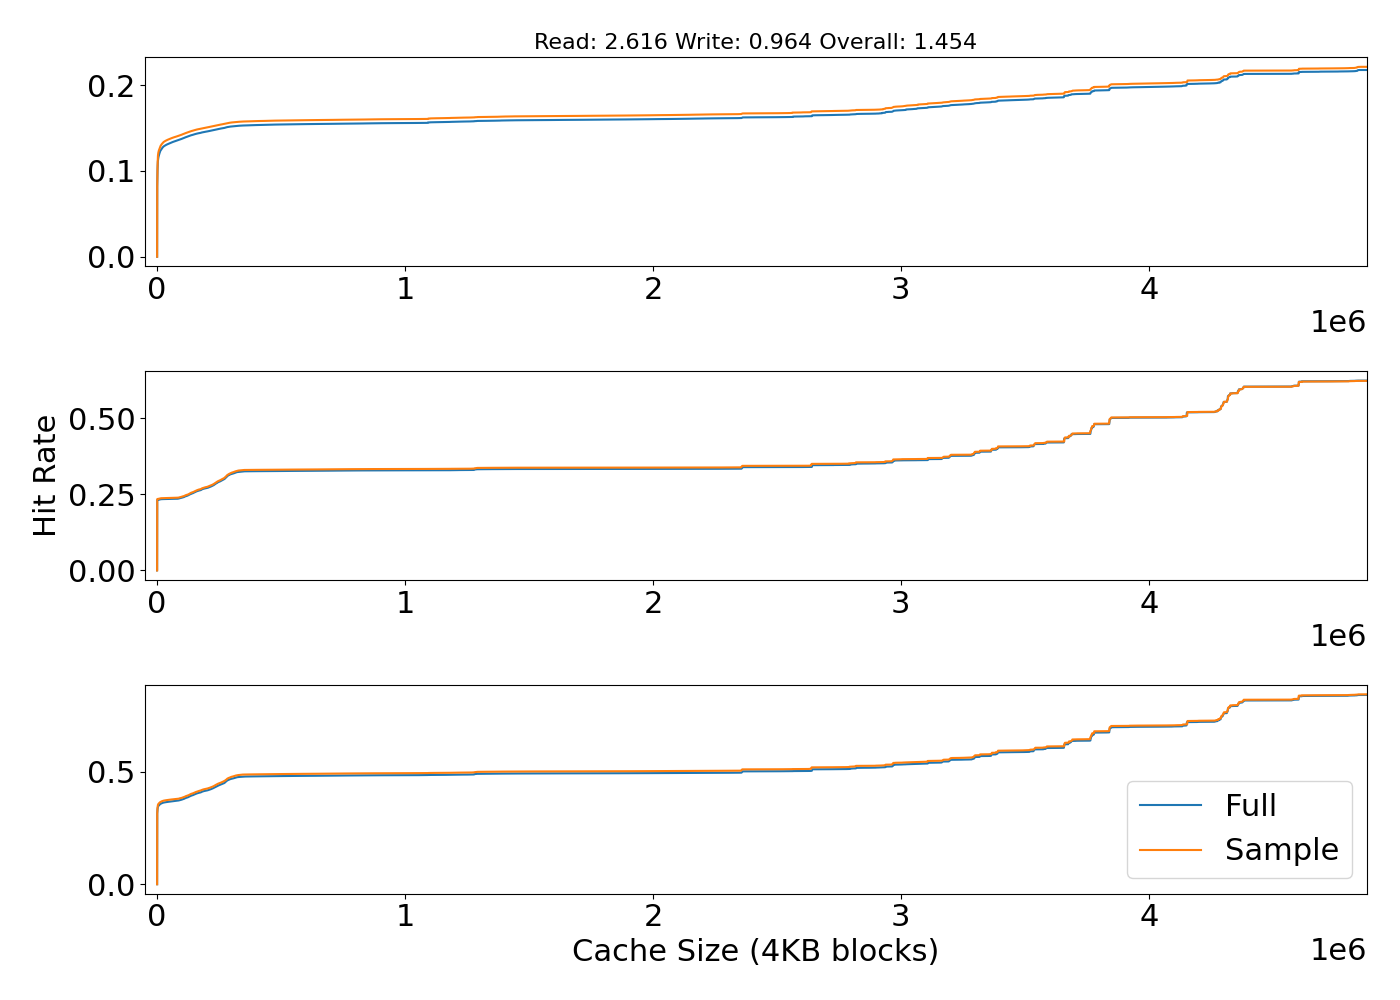 Read: 2.616 Write: 0.964 Overall: 1.454
0.2
0.1
0.0
0 1 2 3 4
1e6
Hit Rate
0.50
0.25
0.00
0 1 2 3 4
1e6
0.5
0.0
Full
Sample
0 1 2 3 4
Cache Size (4KB blocks)
1e6